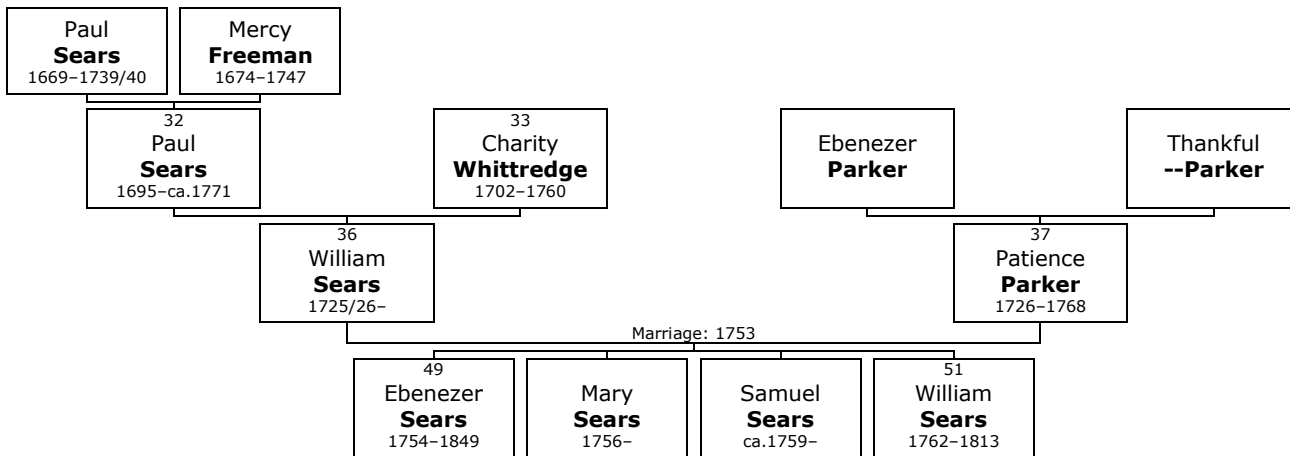 Paul
Sears
1669–1739/40
Mercy
Freeman
1674–1747
32
Paul
Sears
1695–ca.1771
33
Charity
Whittredge
1702–1760
Ebenezer
Parker
Thankful
--Parker
36
William
Sears
1725/26–
37
Patience
Parker
1726–1768
Marriage: 1753
49
Ebenezer
Sears
1754–1849
Mary
Sears
1756–
Samuel
Sears
ca.1759–
51
William
Sears
1762–1813